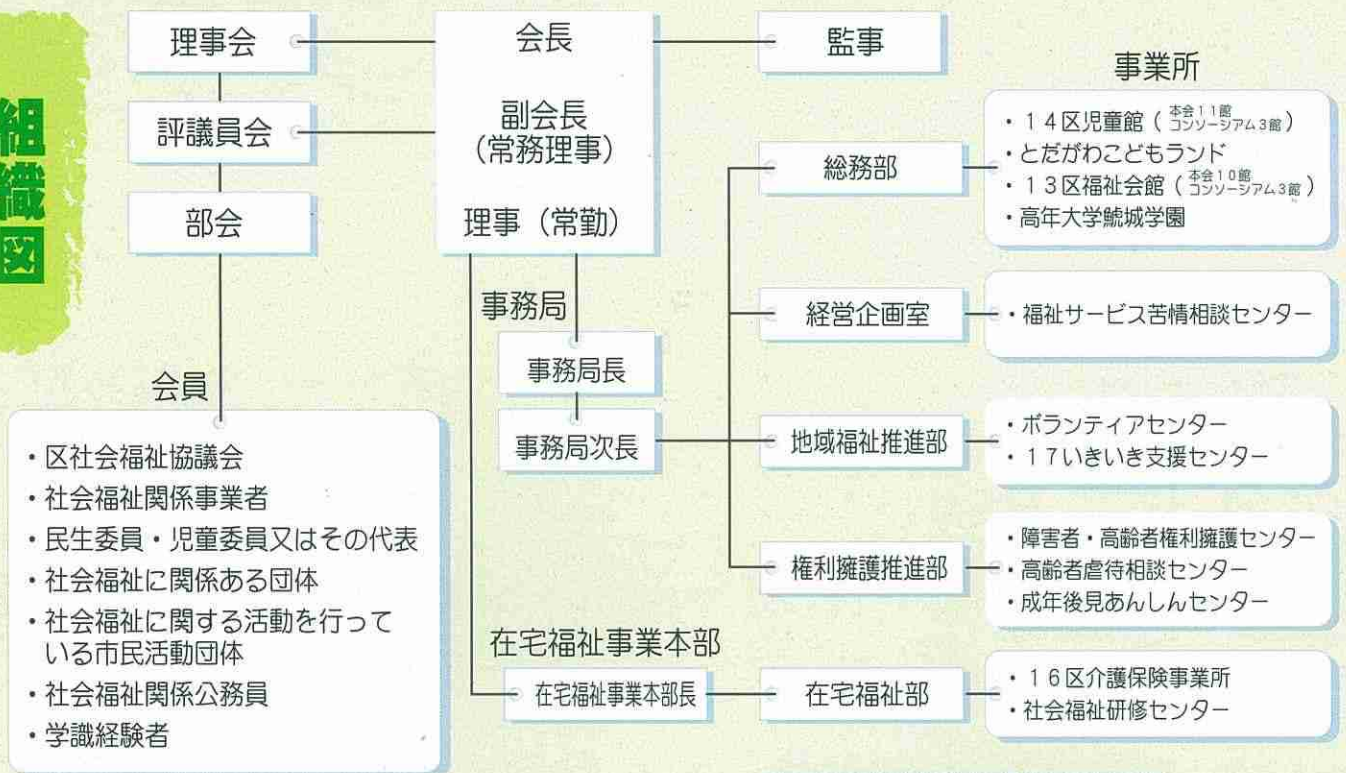 組織図
理事会
評議員会
部会
会員
・区社会福祉協議会
・社会福祉関係事業者
・民生委員・児童委員又はその代表
・社会福祉に関係ある団体
・社会福祉に関する活動を行って
いる市民活動団体
・社会福祉関係公務員
・学識経験者
会長
副会長
(常務理事)
理事(常勤)
監事
事務局
事務局長
事務局次長
総務部
経営企画室
地域福祉推進部
権利擁護推進部
在宅福祉事業本部
在宅福祉事業本部長
在宅福祉部
事業所
・14区児童館(本会11館 コンソーシアム3館)
・とだがわこどもランド
・13区福祉会館(本会10館 コンソーシアム3館)
・高年大学鯱城学園
・福祉サービス苦情相談センター
・ボランティアセンター
・17いきいき支援センター
・障害者・高齢者権利擁護センター
・高齢者虐待相談センター
・成年後見あんしんセンター
・16区介護保険事業所
・社会福祉研修センター